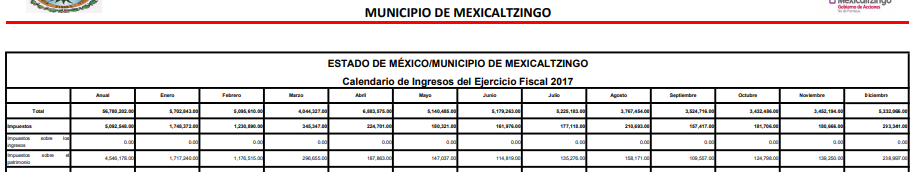 Mexicaltzingo
Gobierno de Acciones
MUNICIPIO DE MEXICALTZINGO
ESTADO DE MÉXICO/MUNICIPIO DE MEXICALTZINGO
Calendario de Ingresos del Ejercicio Fiscal 2017
Anual Enero Febrero Marzo Abril Mayo Junio Julio Agosto Septiembre Octubre Noviembre Diciembre
Total 56,780,202.00 5,702,843.00 5,095,610.00 4,044,327.00 6,883,575.00 5,140,485.00 5,179,263.00 5,225,183.00 3,767,454.00 3,524,716.00 3,432,486.00 3,452,194.00 5,332,066.00
Impuestos 5,092,548.00 1,748,372.00 1,230,890.00 345,347.00 224,701.00 180,321.00 161,976.00 177,110.00 210,693.00 157,417.00 181,706.00 180,666.00 293,341.00
Impuestos sobre los
ingresos 0.00 0.00 0.00 0.00 0.00 0.00 0.00 0.00 0.00 0.00 0.00 0.00 0.00
Impuestos sobre el
patrimonio 4,546,178.00 1,717,240.00 1,176,515.00 296,655.00 187,863.00 147,037.00 114,819.00 135,276.00 158,171.00 109,557.00 124,798.00 139,250.00 238,997.00